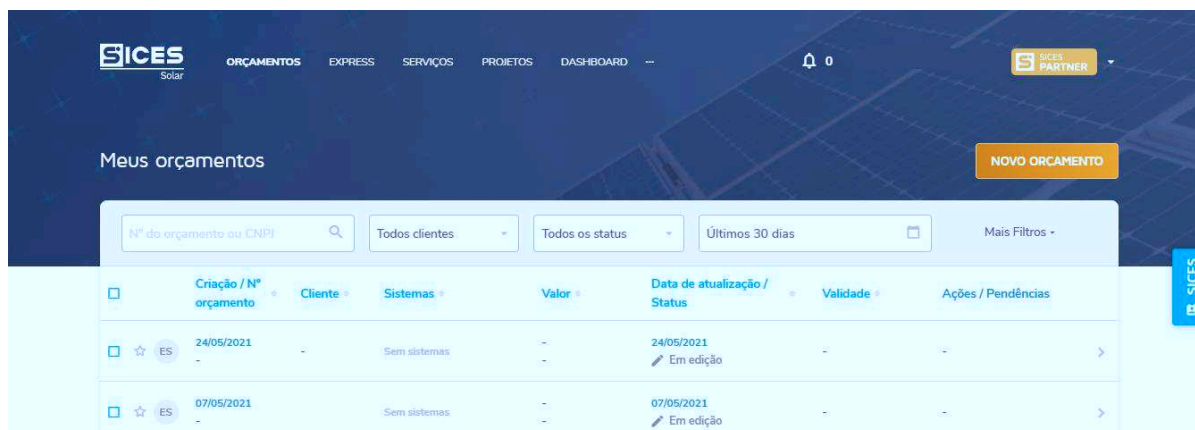 SICES
Solar
ORÇAMENTOS EXPRESS SERVIÇOS PROJETOS DASHBOARD ...
0
SICES
PARTNER
Meus orçamentos
NOVO ORCAMENTO
Nº do orçamento ou CNPJ
Todos clientes
Todos os status
Últimos 30 dias
Mais Filtros
SICES
Criação / Nº
orçamento
Cliente
Sistemas
Valor
Data de atualização /
Status
Validade
Ações / Pendências
ES
24/05/2021
-
-
Sem sistemas
-
-
24/05/2021
Em edição
-
-
ES
07/05/2021
-
Sem sistemas
-
-
07/05/2021
Em edição
-
-